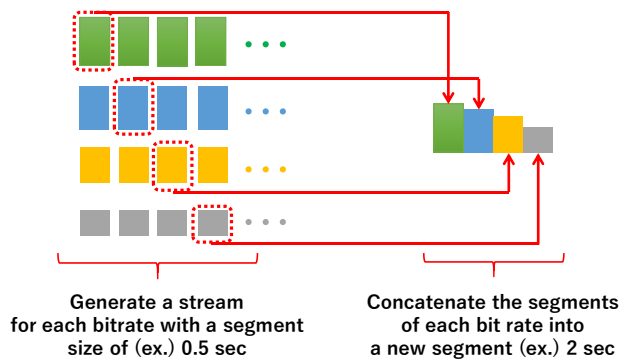 Generate a stream
for each bitrate with a segment
size of (ex.) 0.5 sec
Concatenate the segments
of each bit rate into
a new segment (ex.) 2 sec